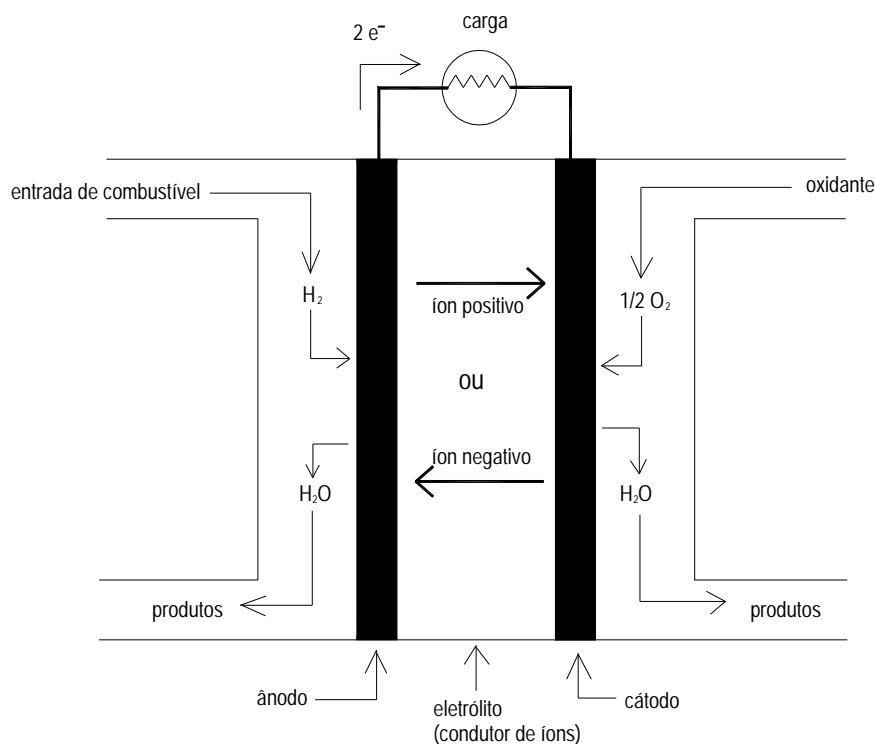 carga
2 e⁻
entrada de combustível
oxidante
H₂
íon positivo
1/2 O₂
ou
íon negativo
H₂O
H₂O
produtos
produtos
ânodo
eletrólito
(condutor de íons)
cátodo